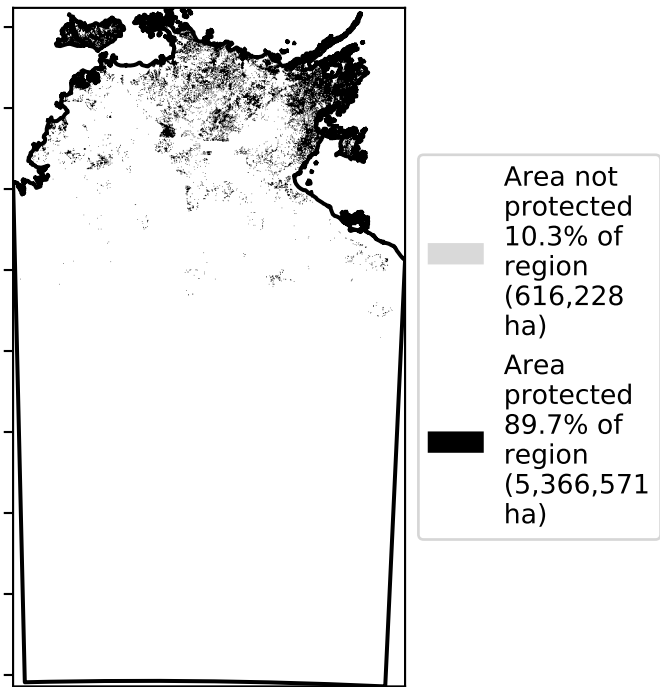 Area not
protected
10.3% of
region
(616,228
ha)
Area
protected
89.7% of
region
(5,366,571
ha)